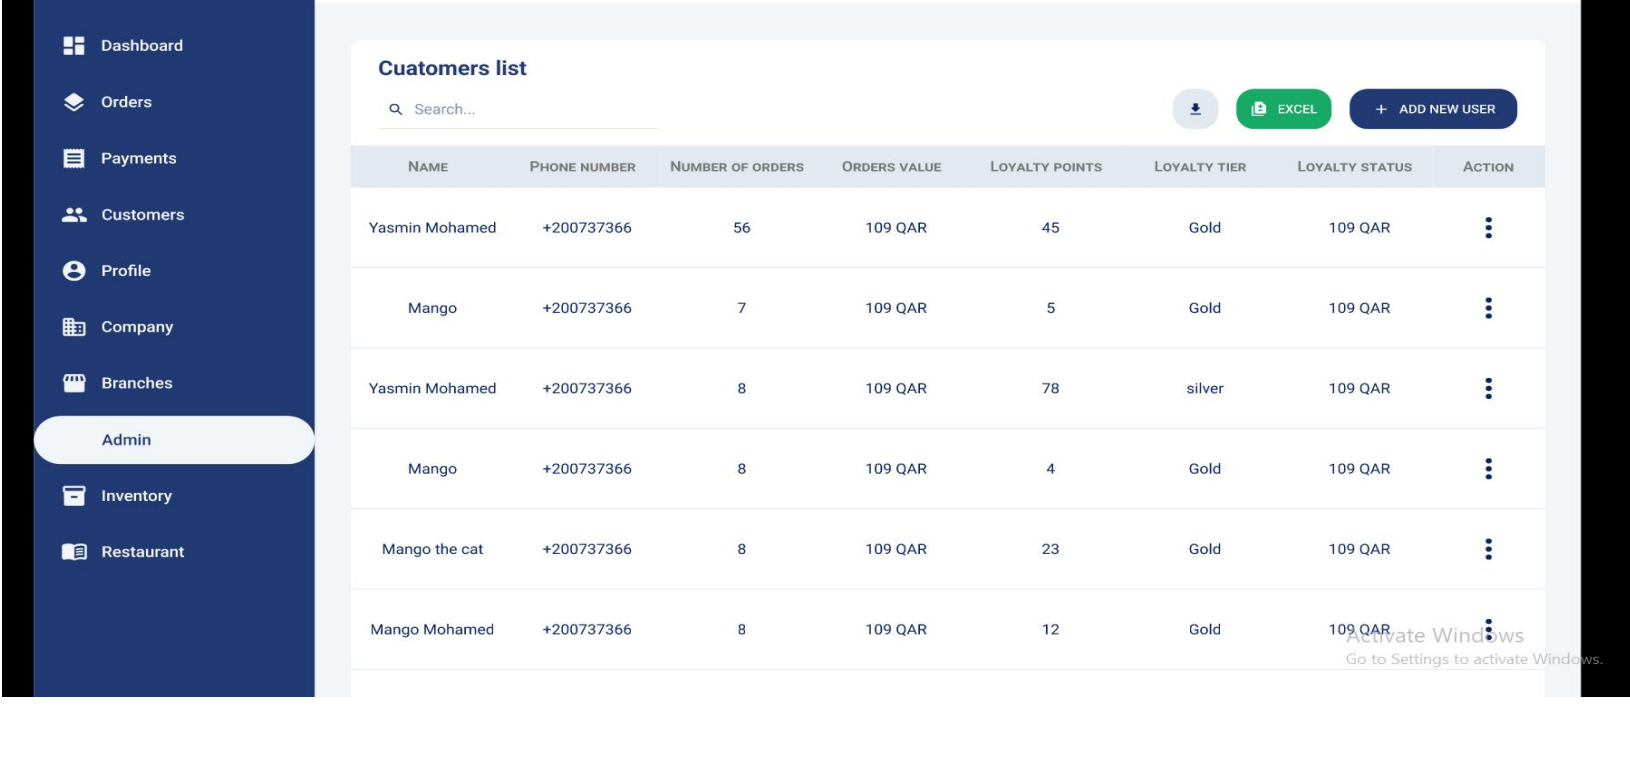 Dashboard
Orders
Payments
Customers
Profile
Company
Branches
Admin
Inventory
Restaurant
Cuatomers list
Search...
EXCEL
+ ADD NEW USER
NAME PHONE NUMBER NUMBER OF ORDERS ORDERS VALUE LOYALTY POINTS LOYALTY TIER LOYALTY STATUS ACTION
Yasmin Mohamed +200737366 56 109 QAR 45 Gold 109 QAR
Mango +200737366 7 109 QAR 5 Gold 109 QAR
Yasmin Mohamed +200737366 8 109 QAR 78 silver 109 QAR
Mango +200737366 8 109 QAR 4 Gold 109 QAR
Mango the cat +200737366 8 109 QAR 23 Gold 109 QAR
Mango Mohamed +200737366 8 109 QAR 12 Gold 109 QAR
Activate Windows
Go to Settings to activate Windows.